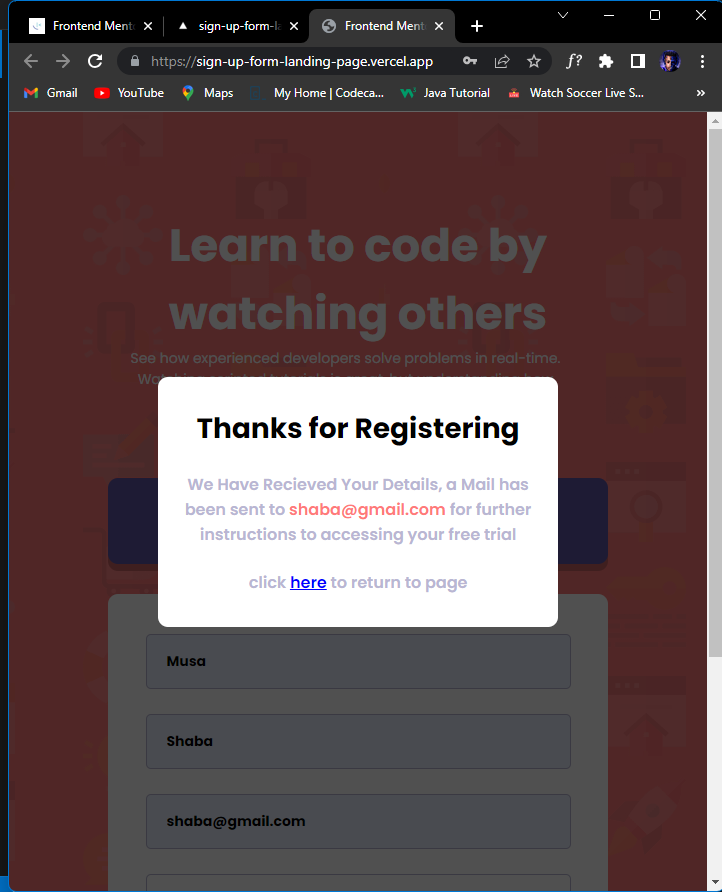 Frontend Ment
sign-up-form-la
Frontend Ment
https://sign-up-form-landing-page.vercel.app
f?
Gmail
YouTube
Maps
My Home | Codeca...
Java Tutorial
Watch Soccer Live S...
»
Learn to code by
watching others
See how experienced developers solve problems in real-time.
Thanks for Registering
We Have Recieved Your Details, a Mail has
been sent to shaba@gmail.com for further
instructions to accessing your free trial
click here to return to page
Musa
Shaba
shaba@gmail.com